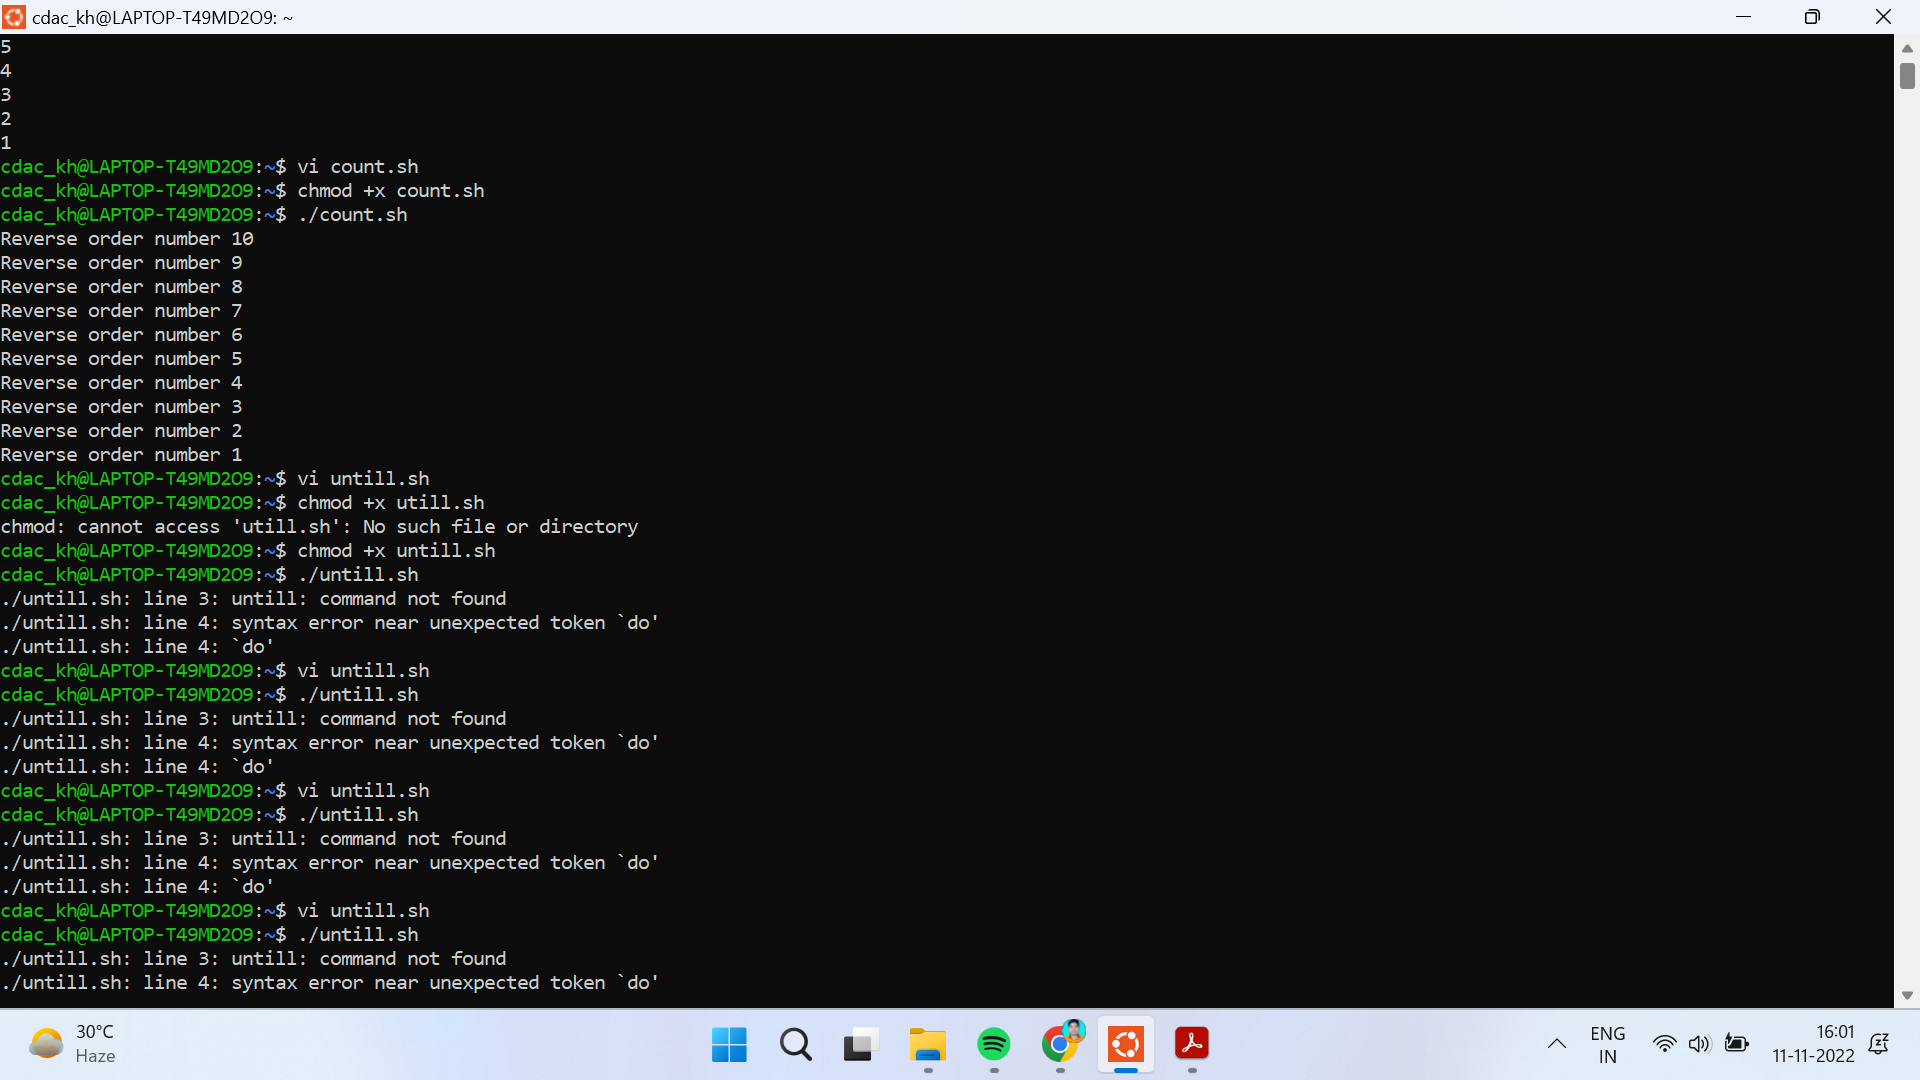 cdac_kh@LAPTOP-T49MD2O9: ~
5
4
3
2
1
cdac_kh@LAPTOP-T49MD2O9:~$ vi count.sh
cdac_kh@LAPTOP-T49MD2O9:~$ chmod +x count.sh
cdac_kh@LAPTOP-T49MD2O9:~$ ./count.sh
Reverse order number 10
Reverse order number 9
Reverse order number 8
Reverse order number 7
Reverse order number 6
Reverse order number 5
Reverse order number 4
Reverse order number 3
Reverse order number 2
Reverse order number 1
cdac_kh@LAPTOP-T49MD2O9:~$ vi untill.sh
cdac_kh@LAPTOP-T49MD2O9:~$ chmod +x utill.sh
chmod: cannot access 'utill.sh': No such file or directory
cdac_kh@LAPTOP-T49MD2O9:~$ chmod +x untill.sh
cdac_kh@LAPTOP-T49MD2O9:~$ ./untill.sh
./untill.sh: line 3: untill: command not found
./untill.sh: line 4: syntax error near unexpected token `do'
./untill.sh: line 4: `do'
cdac_kh@LAPTOP-T49MD2O9:~$ vi untill.sh
cdac_kh@LAPTOP-T49MD2O9:~$ ./untill.sh
./untill.sh: line 3: untill: command not found
./untill.sh: line 4: syntax error near unexpected token `do'
./untill.sh: line 4: `do'
cdac_kh@LAPTOP-T49MD2O9:~$ vi untill.sh
cdac_kh@LAPTOP-T49MD2O9:~$ ./untill.sh
./untill.sh: line 3: untill: command not found
./untill.sh: line 4: syntax error near unexpected token `do'
./untill.sh: line 4: `do'
cdac_kh@LAPTOP-T49MD2O9:~$ vi untill.sh
cdac_kh@LAPTOP-T49MD2O9:~$ ./untill.sh
./untill.sh: line 3: untill: command not found
./untill.sh: line 4: syntax error near unexpected token `do'
30°C
Haze
ENG
IN
16:01
11-11-2022